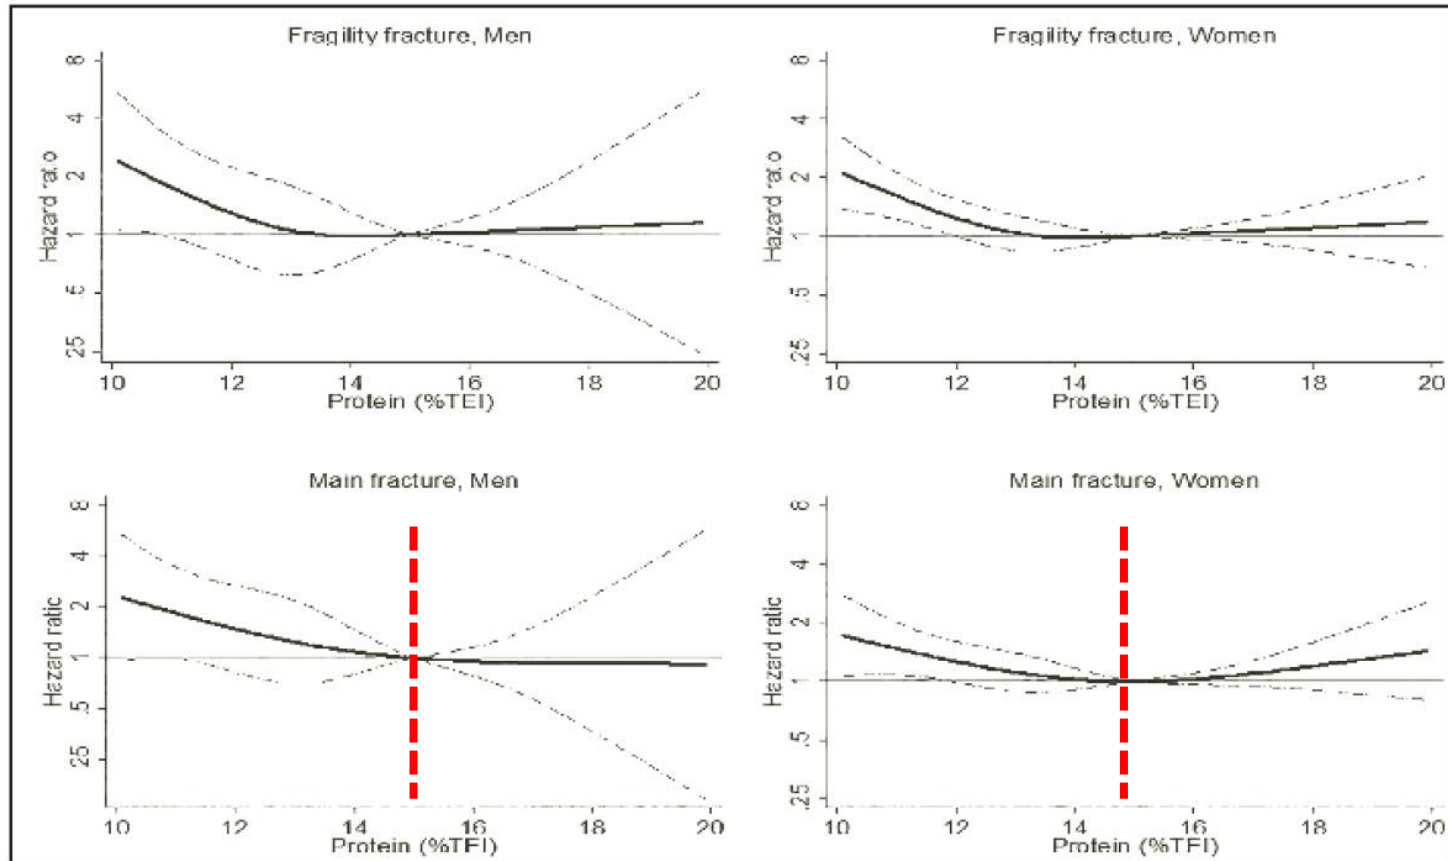 Fragility fracture, Men
8
4
2
1
.5
.25
Hazard ratio
10 12 14 16 18 20
Protein (%TEI)
Fragility fracture, Women
8
4
2
1
.5
.25
Hazard ratio
10 12 14 16 18 20
Protein (%TEI)
Main fracture, Men
8
4
2
1
.5
.25
Hazard ratio
10 12 14 16 18 20
Protein (%TEI)
Main fracture, Women
8
4
2
1
.5
.25
Hazard ratio
10 12 14 16 18 20
Protein (%TEI)